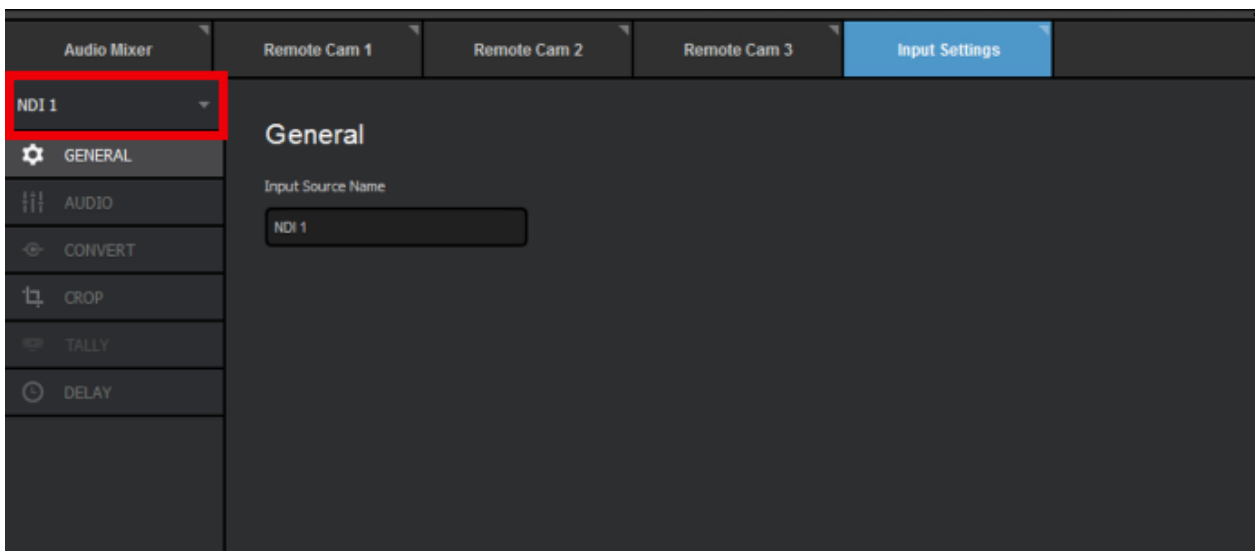 Audio Mixer
Remote Cam 1
Remote Cam 2
Remote Cam 3
Input Settings
NDI 1
GENERAL
AUDIO
CONVERT
CROP
TALLY
DELAY
General
Input Source Name
NDI 1